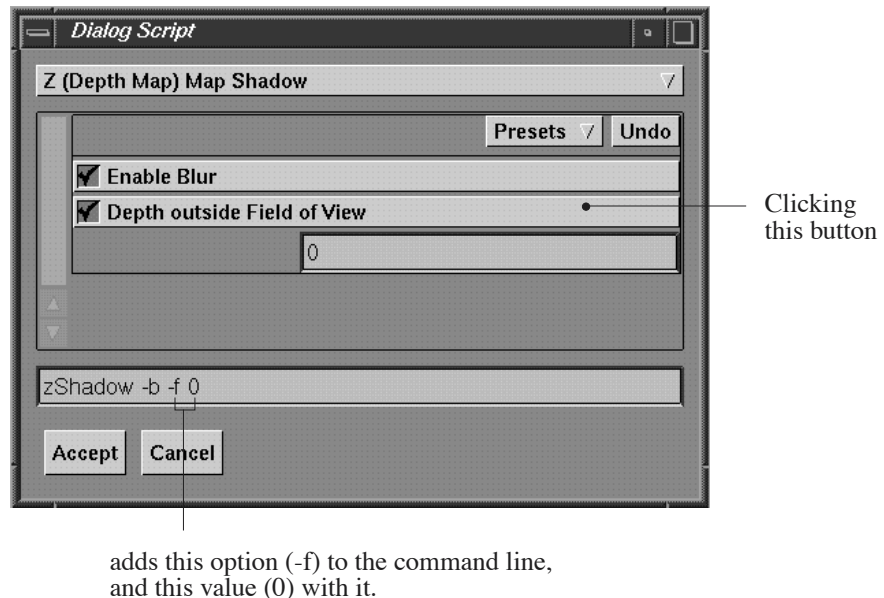 Dialog Script
Z (Depth Map) Map Shadow
Presets Undo
Enable Blur
Depth outside Field of View
0
Clicking
this button
zShadow -b -f 0
Accept Cancel
adds this option (-f) to the command line,
and this value (0) with it.